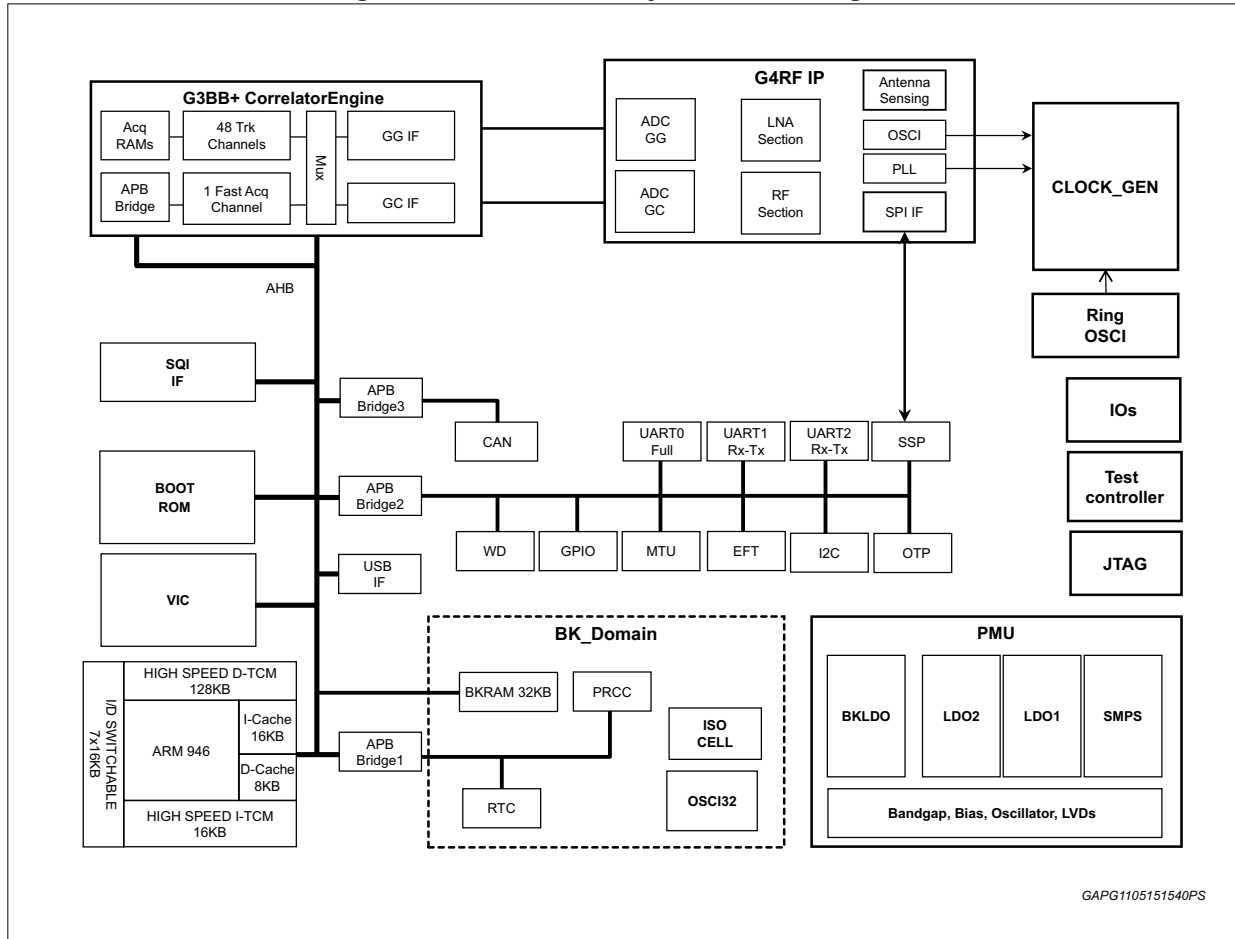 G3BB+ CorrelatorEngine
Acq
RAMs
48 Trk
Channels
Mux
GG IF
APB
Bridge
1 Fast Acq
Channel
GC IF
G4RF IP
ADC
GG
LNA
Section
Antenna
Sensing
OSCI
PLL
ADC
GC
RF
Section
SPI IF
CLOCK_GEN
Ring
OSCI
AHB
SQI
IF
APB
Bridge3
CAN
UART0
Full
UART1
Rx-Tx
UART2
Rx-Tx
SSP
IOs
BOOT
ROM
APB
Bridge2
Test
controller
WD
GPIO
MTU
EFT
I2C
OTP
JTAG
VIC
USB
IF
BK_Domain
PMU
I/D SWITCHABLE
7x16KB
HIGH SPEED D-TCM
128KB
ARM 946
I-Cache
16KB
D-Cache
8KB
HIGH SPEED I-TCM
16KB
APB
Bridge1
BKRAM 32KB
PRCC
ISO
CELL
RTC
OSCI32
BKLDO
LDO2
LDO1
SMPS
Bandgap, Bias, Oscillator, LVDs
GAPG1105151540PS